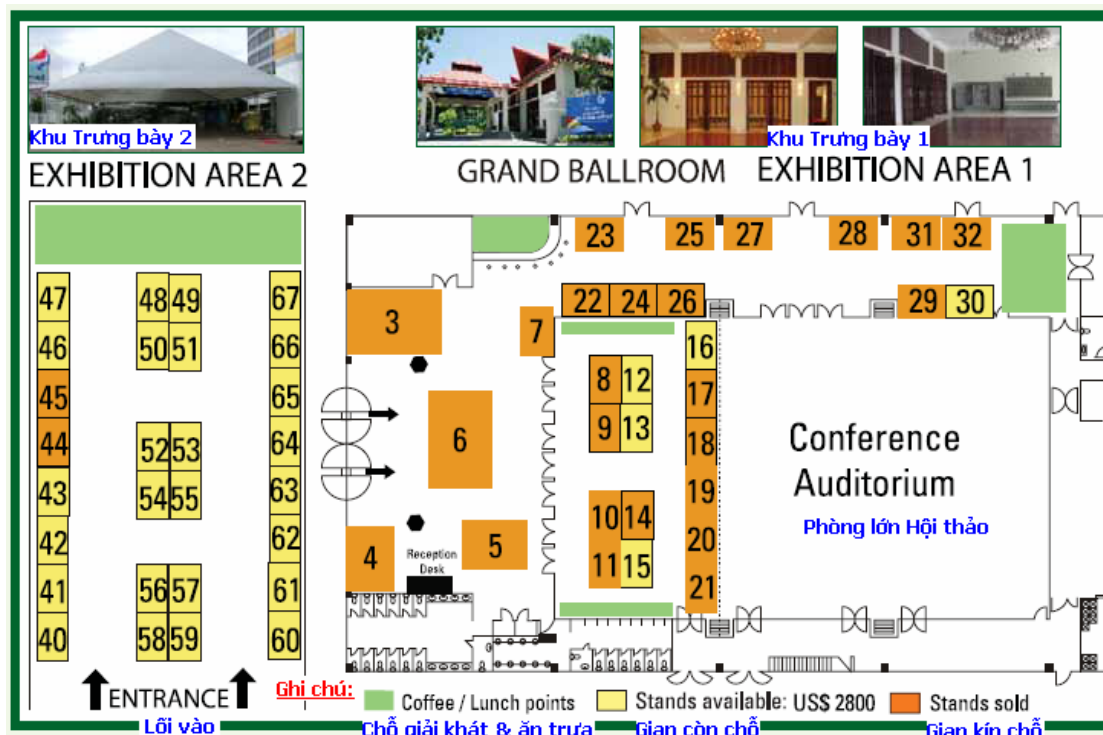 Khu Trưng bày 2
Khu Trưng bày 1
EXHIBITION AREA 2
GRAND BALLROOM EXHIBITION AREA 1
47 48 49 67
46 50 51 66
45 65
44 52 53 64
43 54 55 63
42 62
41 56 57 61
40 58 59 60
ENTRANCE
Lối vào
23 25 27 28 31 32
22 24 26 29 30
3 7
16
8 12 17
9 13 18
6
19
10 14 20
11 15 21
4 5
Reception
Desk
Conference
Auditorium
Phòng lớn Hội thảo
Ghi chú:
Coffee / Lunch points Stands available: US$ 2800 Stands sold
Chỗ giải khát & ăn trưa Gian còn chỗ Gian kín chỗ